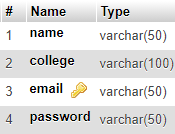 # Name Type
1 name varchar(50)
2 college varchar(100)
3 email varchar(50)
4 password varchar(50)